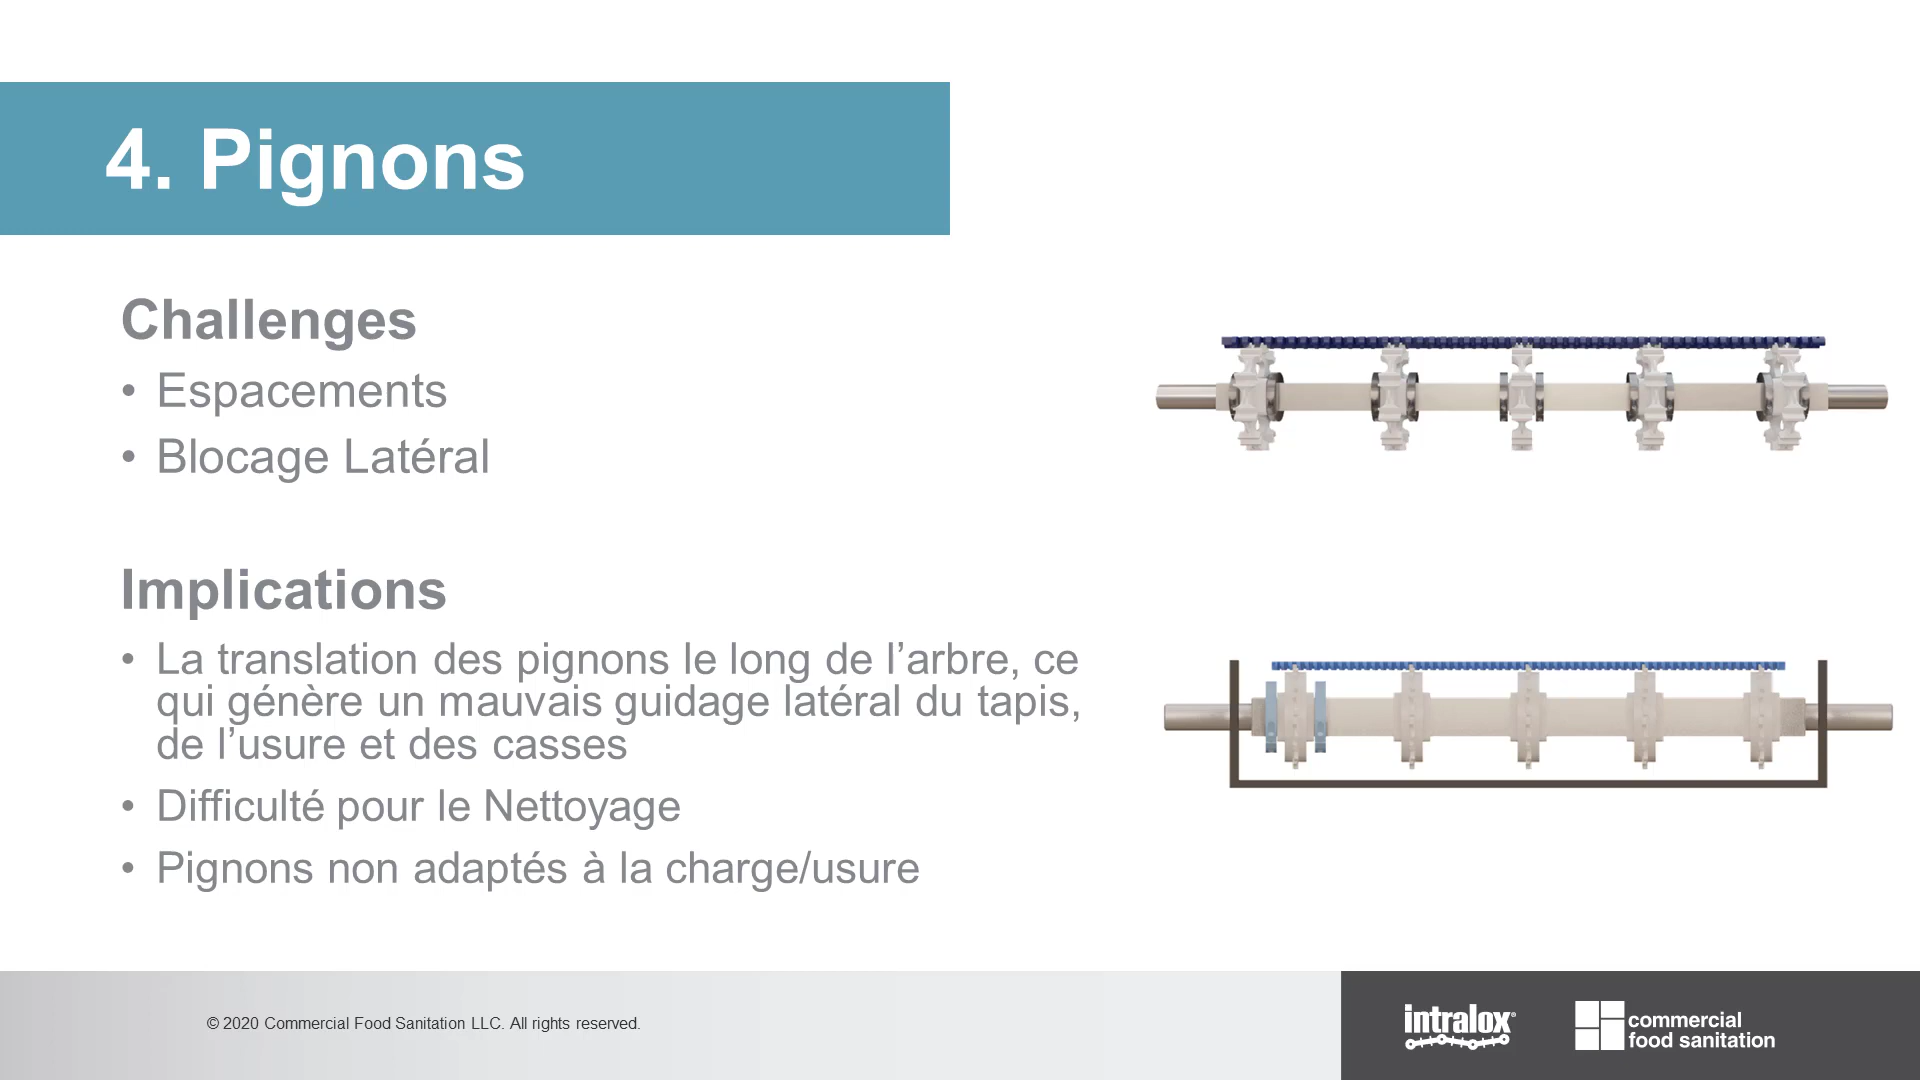 4. Pignons
Challenges
• Espacements
• Blocage Latéral
Implications
• La translation des pignons le long de l’arbre, ce
qui génère un mauvais guidage latéral du tapis,
de l’usure et des casses
• Difficulté pour le Nettoyage
• Pignons non adaptés à la charge/usure
© 2020 Commercial Food Sanitation LLC. All rights reserved.
intralox®
commercial
food sanitation